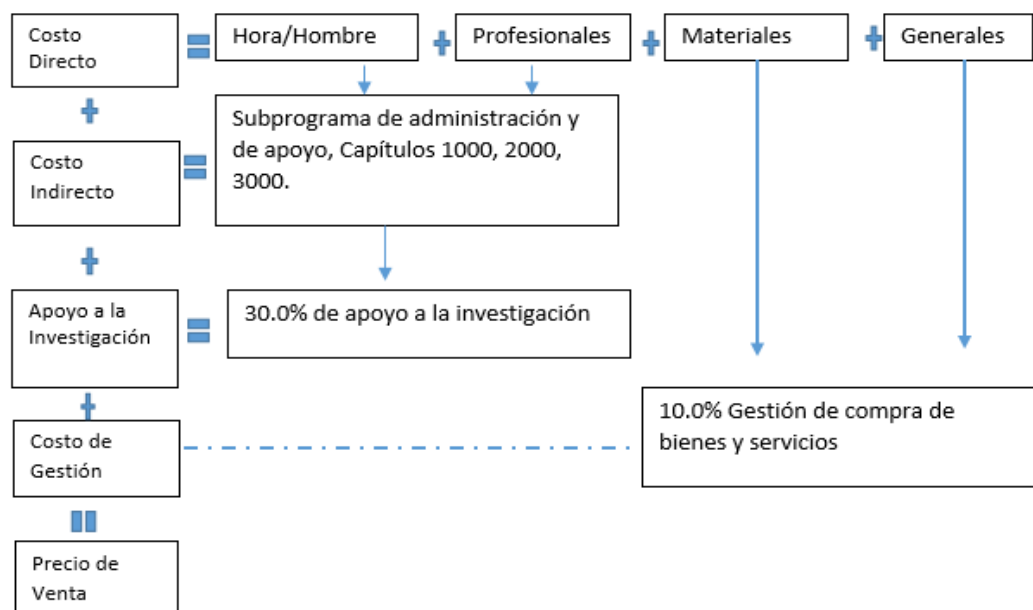 Costo
Directo
Hora/Hombre
Profesionales
Materiales
Generales
Costo
Indirecto
Subprograma de administración y
de apoyo, Capítulos 1000, 2000,
3000.
Apoyo a la
Investigación
30.0% de apoyo a la investigación
Costo de
Gestión
10.0% Gestión de compra de
bienes y servicios
Precio de
Venta